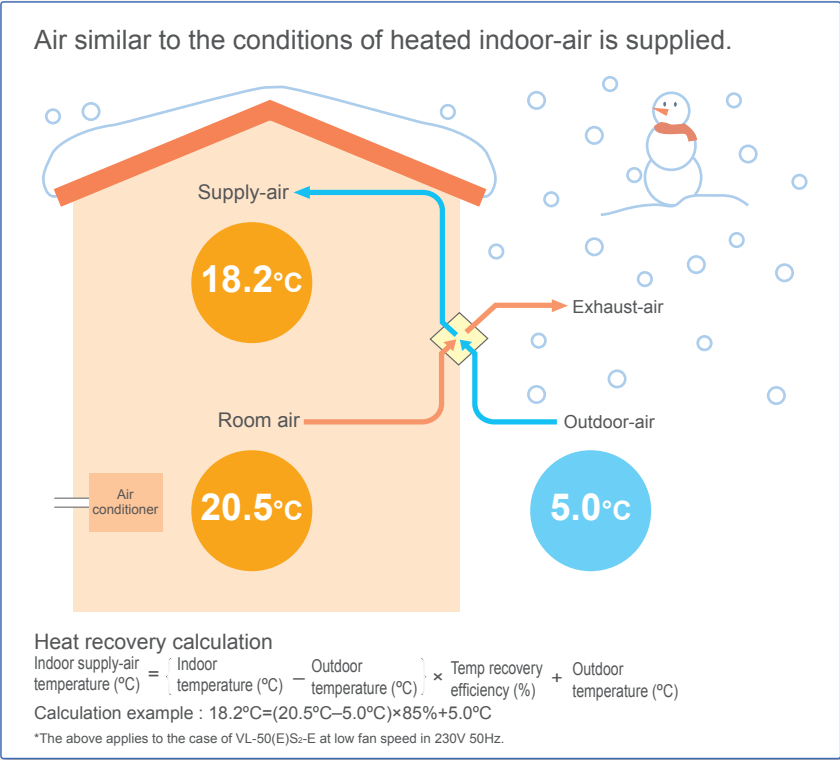 Air similar to the conditions of heated indoor-air is supplied.
Supply-air
18.2°C
Exhaust-air
Room air
Outdoor-air
20.5°C
5.0°C
Air
conditioner
Heat recovery calculation
Indoor supply-air temperature (ºC) = { Indoor temperature (ºC) – Outdoor temperature (ºC) } × Temp recovery efficiency (%) + Outdoor temperature (ºC)
Calculation example : 18.2ºC=(20.5ºC–5.0ºC)×85%+5.0ºC
*The above applies to the case of VL-50(E)S₂-E at low fan speed in 230V 50Hz.